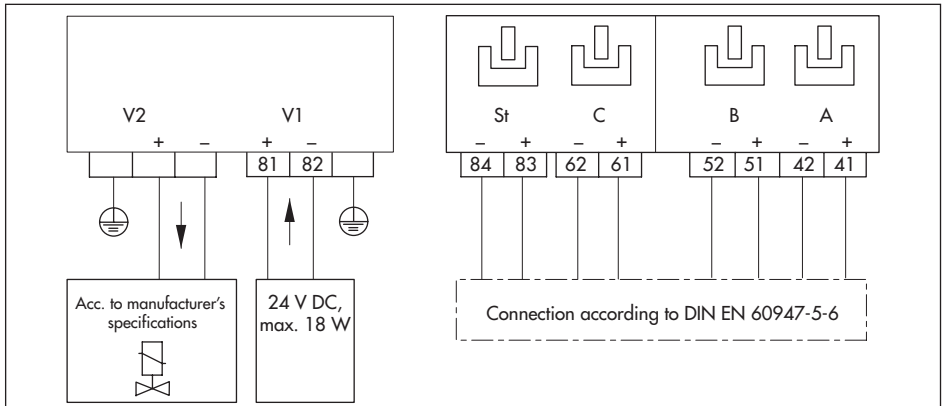 V2 V1
+ – + –
81 82
Acc. to manufacturer's
specifications
24 V DC,
max. 18 W
St C B A
– + – + – + – +
84 83 62 61 52 51 42 41
Connection according to DIN EN 60947-5-6